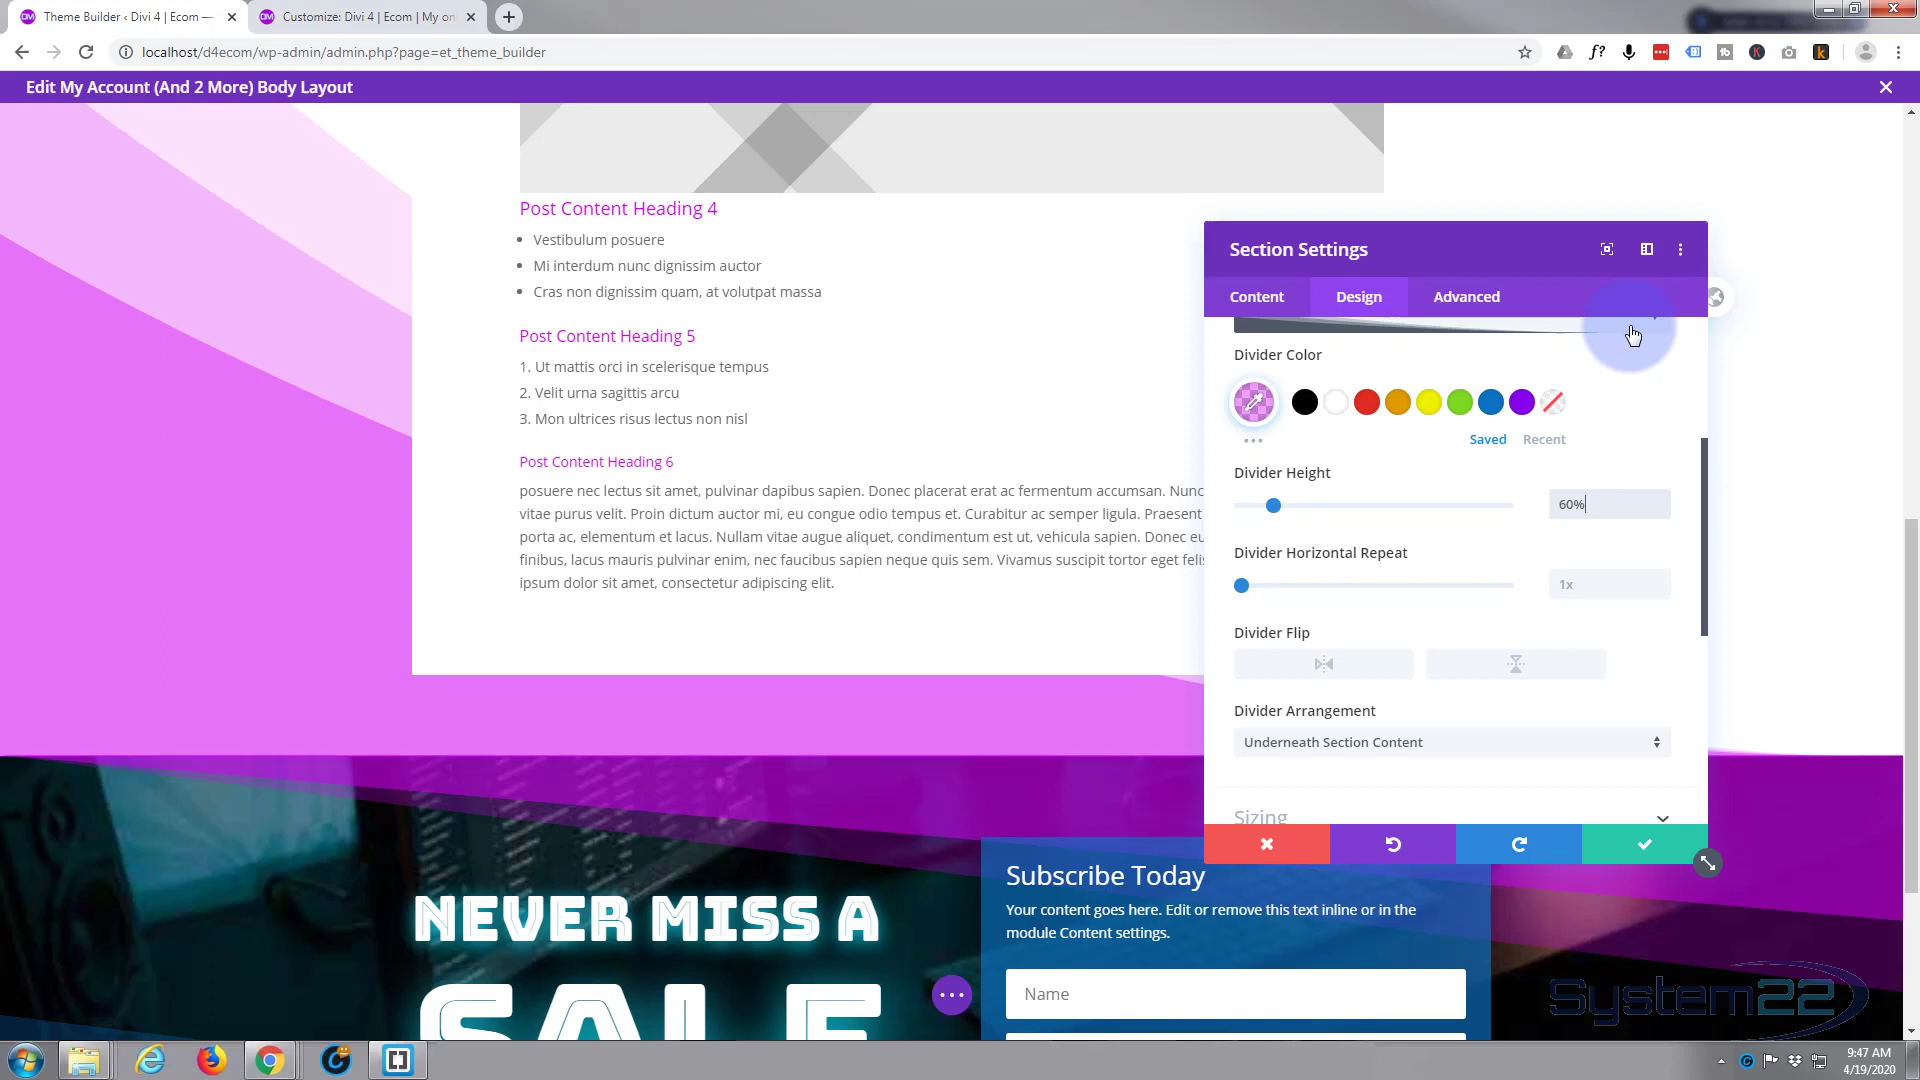 Theme Builder ‹ Divi 4 | Ecom —
Customize: Divi 4 | Ecom | My on
localhost/d4ecom/wp-admin/admin.php?page=et_theme_builder
Edit My Account (And 2 More) Body Layout
Post Content Heading 4
Vestibulum posuere
Mi interdum nunc dignissim auctor
Cras non dignissim quam, at volutpat massa
Post Content Heading 5
1. Ut mattis orci in scelerisque tempus
2. Velit urna sagittis arcu
3. Mon ultrices risus lectus non nisl
Post Content Heading 6
posuere nec lectus sit amet, pulvinar dapibus sapien. Donec placerat erat ac fermentum accumsan. Nunc
vitae purus velit. Proin dictum auctor mi, eu congue odio tempus et. Curabitur ac semper ligula. Praesent
porta ac, elementum et lacus. Nullam vitae augue aliquet, condimentum est ut, vehicula sapien. Donec eu
finibus, lacus mauris pulvinar enim, nec faucibus sapien neque quis sem. Vivamus suscipit tortor eget felis
ipsum dolor sit amet, consectetur adipiscing elit.
Section Settings
Content
Design
Advanced
Divider Color
Saved
Recent
Divider Height
60%
Divider Horizontal Repeat
1x
Divider Flip
Divider Arrangement
Underneath Section Content
Sizing
NEVER MISS A
SALE
Subscribe Today
Your content goes here. Edit or remove this text inline or in the
module Content settings.
Name
System22
9:47 AM
4/19/2020